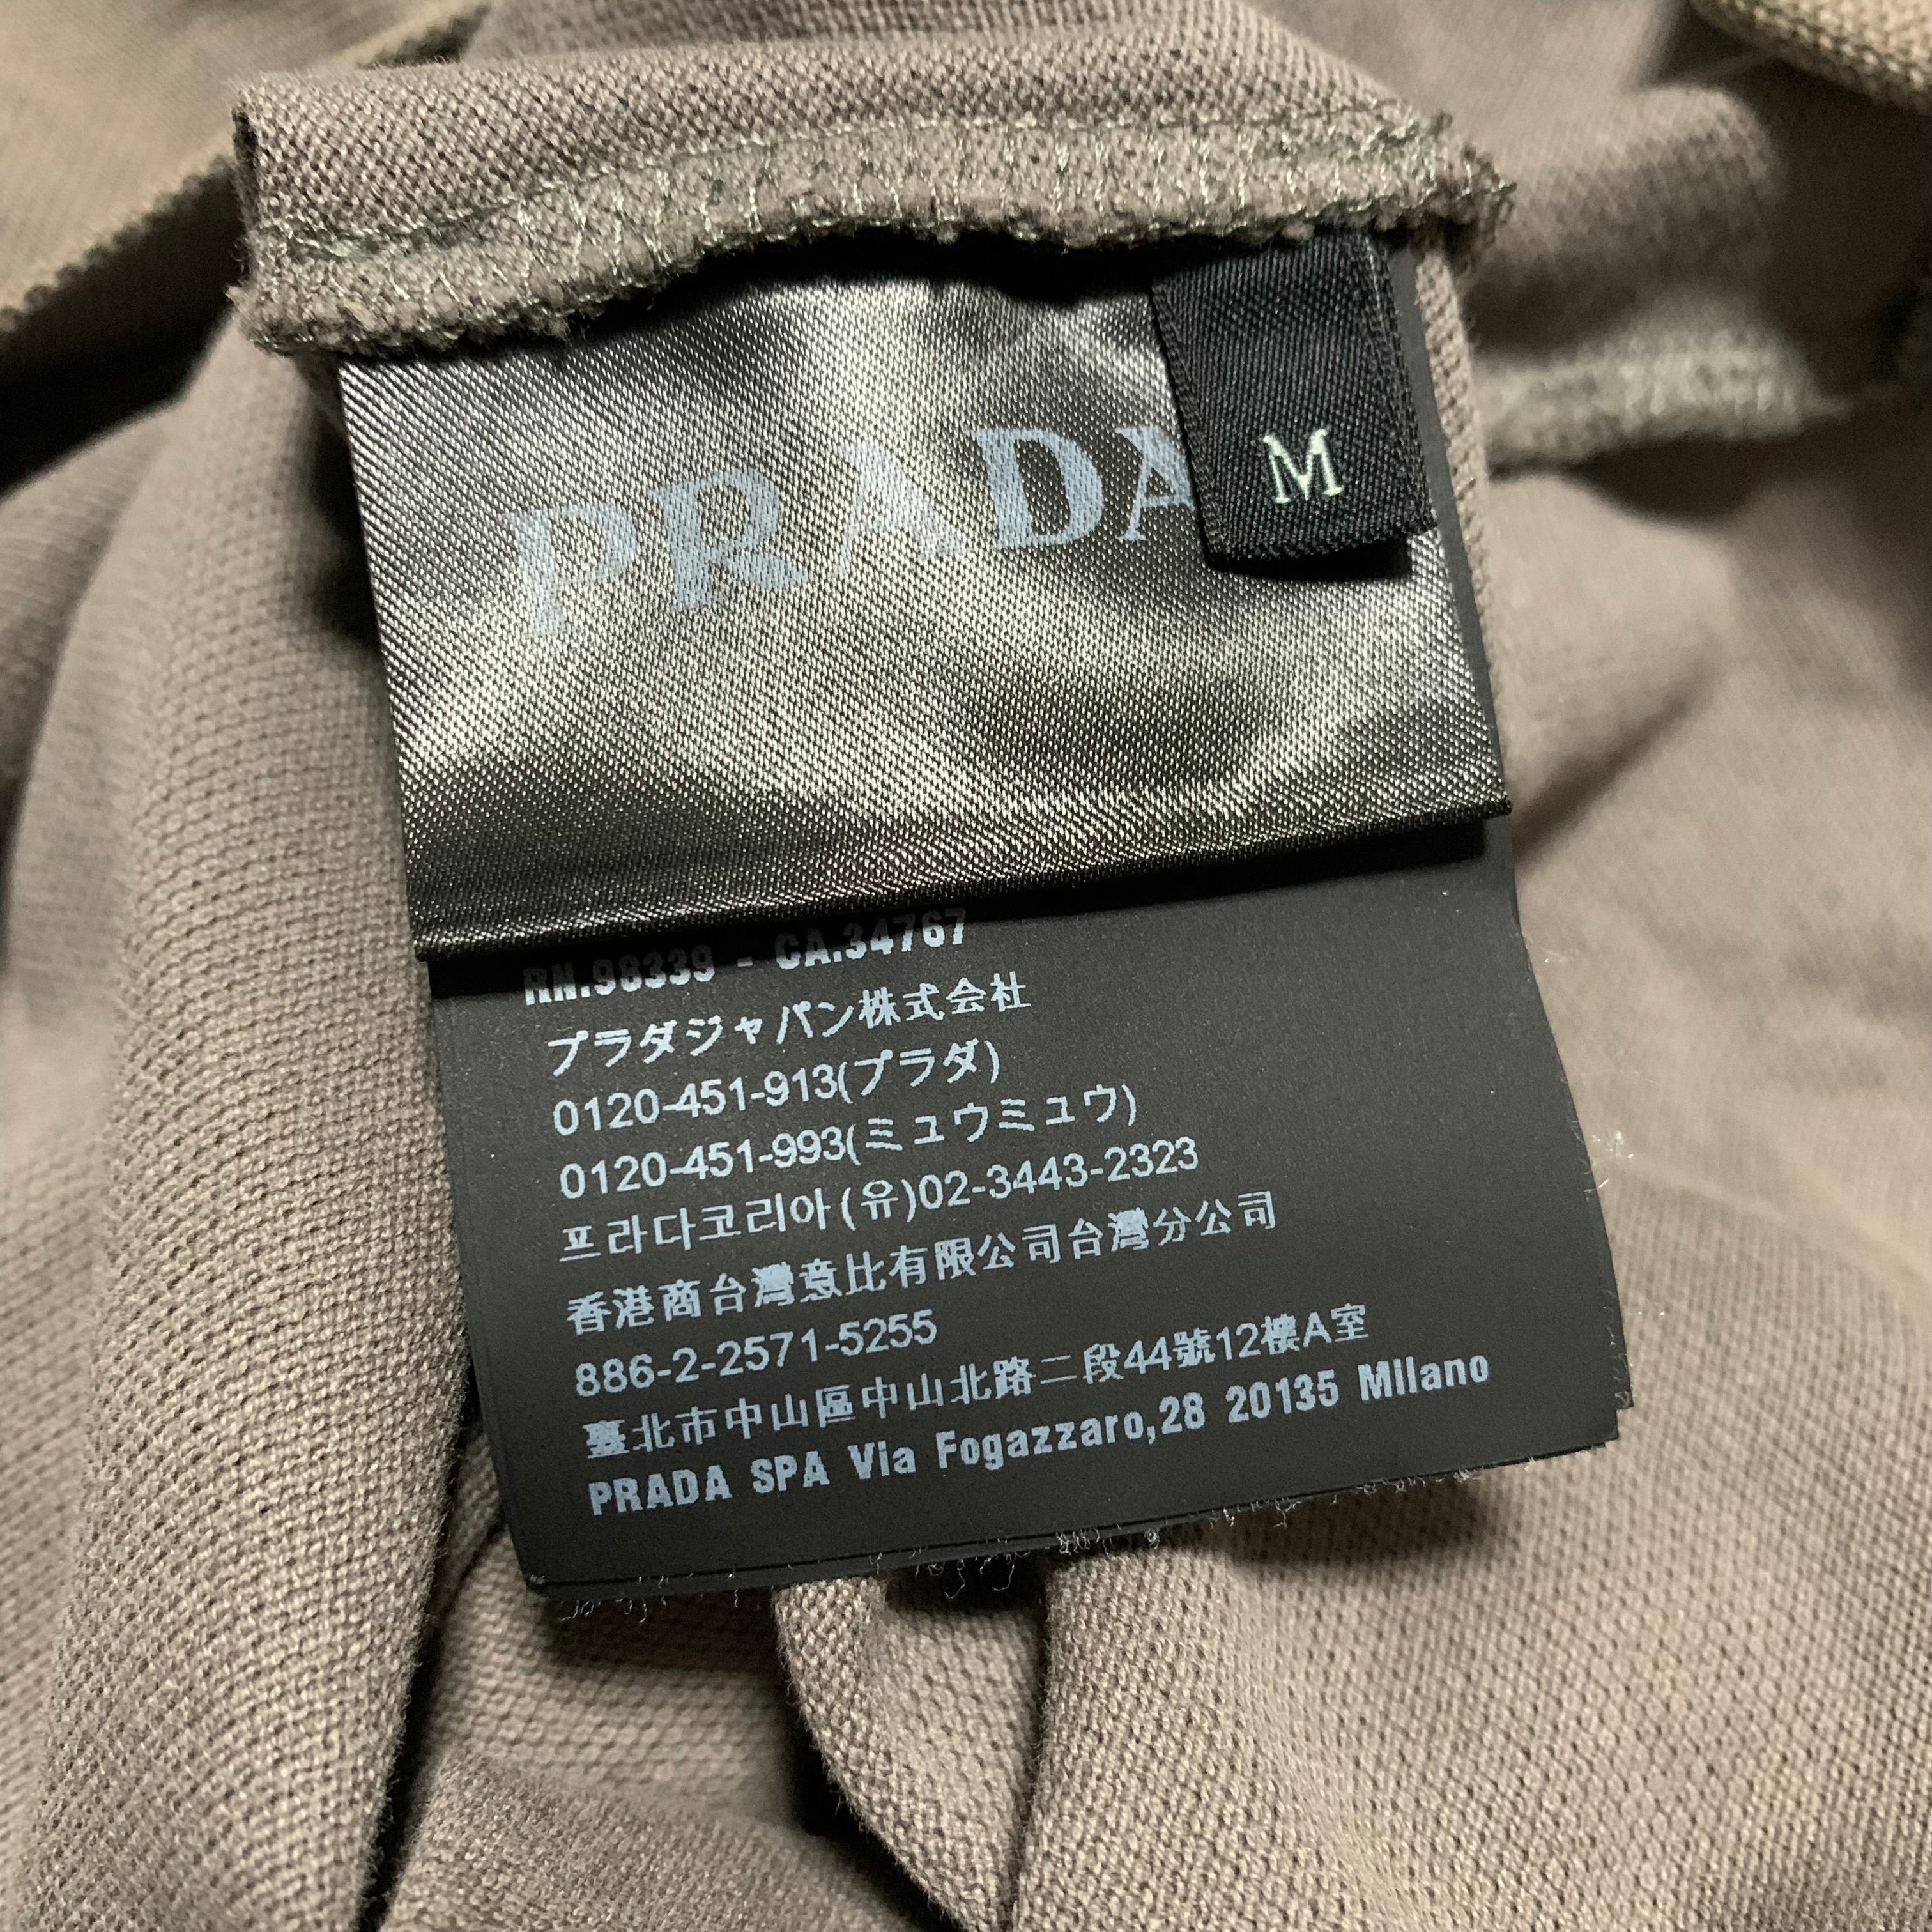 PRADA
M
RN.98339 - CA.34767
プラダジャパン株式会社
0120-451-913(プラダ)
0120-451-993(ミュウミュウ)
프라다코리아(유)02-3443-2323
香港商台灣意比有限公司台灣分公司
886-2-2571-5255
臺北市中山區中山北路二段44號12樓A室
PRADA SPA Via Fogazzaro,28 20135 Milano